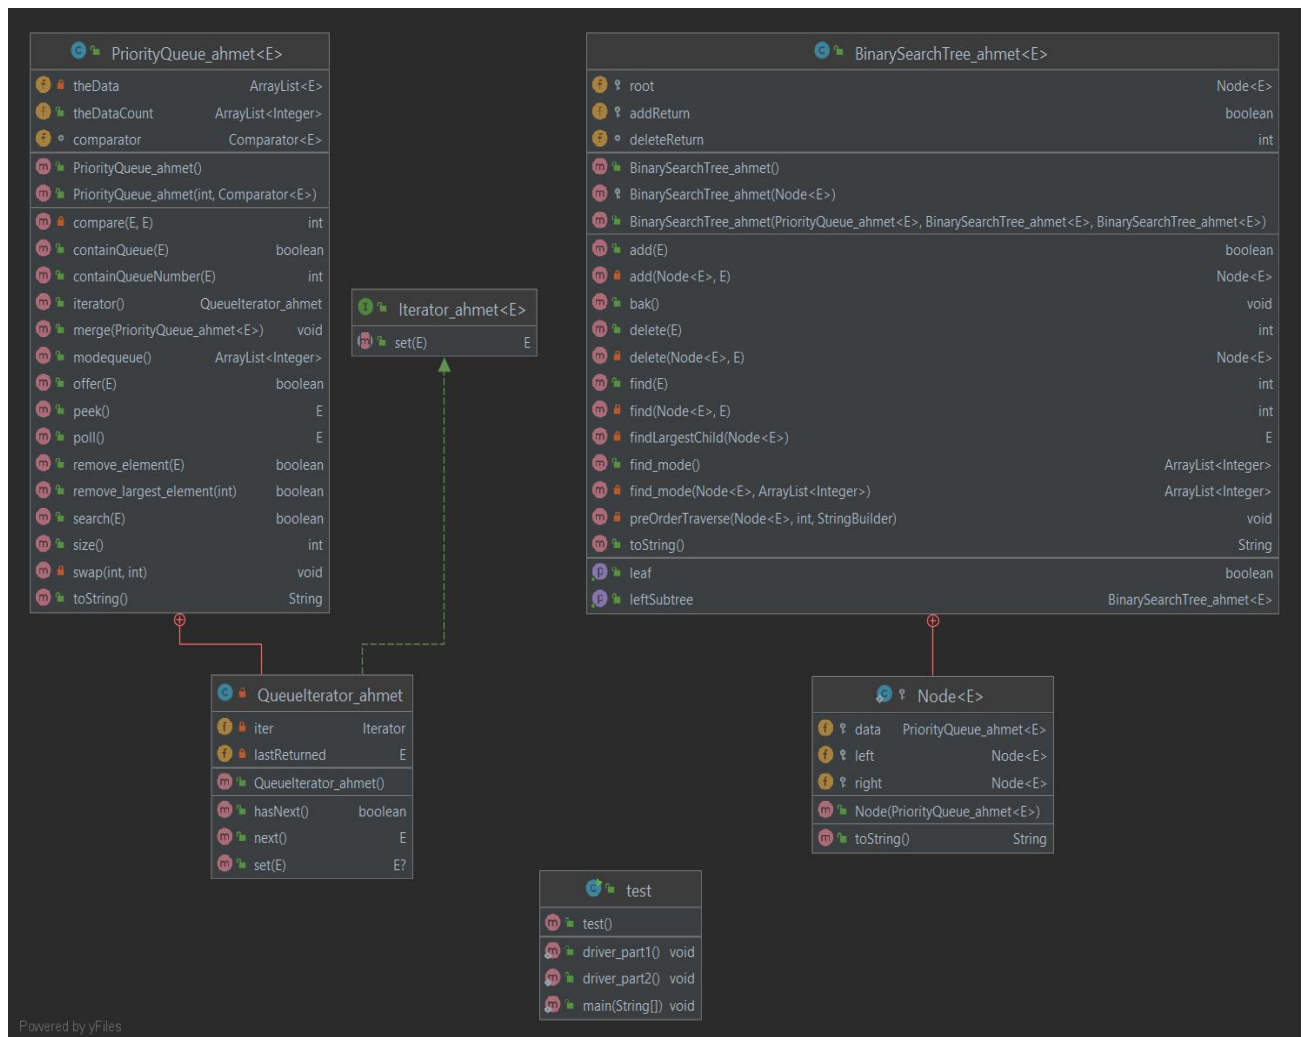 PriorityQueue_ahmet<E>
theData ArrayList<E>
theDataCount ArrayList<Integer>
comparator Comparator<E>
PriorityQueue_ahmet()
PriorityQueue_ahmet(int, Comparator<E>)
compare(E, E) int
containQueue(E) boolean
containQueueNumber(E) int
iterator() QueueIterator_ahmet
merge(PriorityQueue_ahmet<E>) void
modequeue() ArrayList<Integer>
offer(E) boolean
peek() E
poll() E
remove_element(E) boolean
remove_largest_element(int) boolean
search(E) boolean
size() int
swap(int, int) void
toString() String
Iterator_ahmet<E>
set(E) E
BinarySearchTree_ahmet<E>
root Node<E>
addReturn boolean
deleteReturn int
BinarySearchTree_ahmet()
BinarySearchTree_ahmet(Node<E>)
BinarySearchTree_ahmet(PriorityQueue_ahmet<E>, BinarySearchTree_ahmet<E>, BinarySearchTree_ahmet<E>)
add(E) boolean
add(Node<E>, E) Node<E>
bak() void
delete(E) int
delete(Node<E>, E) Node<E>
find(E) int
find(Node<E>, E) int
findLargestChild(Node<E>) E
find_mode() ArrayList<Integer>
find_mode(Node<E>, ArrayList<Integer>) ArrayList<Integer>
preOrderTraverse(Node<E>, int, StringBuilder) void
toString() String
leaf boolean
leftSubtree BinarySearchTree_ahmet<E>
QueueIterator_ahmet
iter Iterator
lastReturned E
QueueIterator_ahmet()
hasNext() boolean
next() E
set(E) E?
Node<E>
data PriorityQueue_ahmet<E>
left Node<E>
right Node<E>
Node(PriorityQueue_ahmet<E>)
toString() String
test
test()
driver_part1() void
driver_part2() void
main(String[]) void
Powered by yFiles